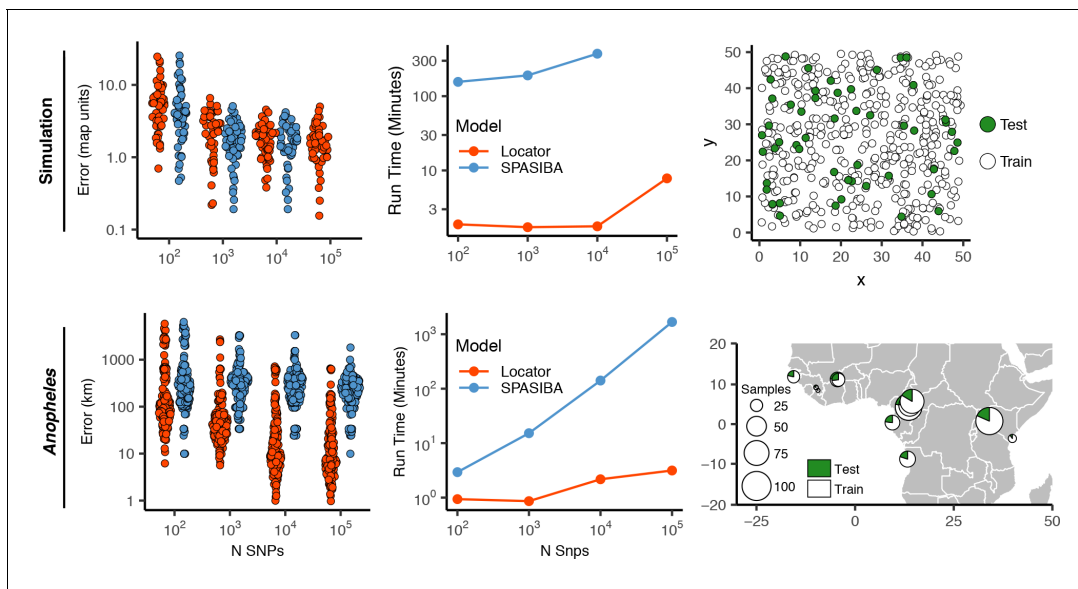 Simulation
Error (map units)
10.0
1.0
0.1
10²
10³
10⁴
10⁵
Run Time (Minutes)
300
100
30
10
3
Model
Locator
SPASIBA
10²
10³
10⁴
10⁵
y
50
40
30
20
10
0
0
10
20
30
40
50
x
Test
Train
Anopheles
Error (km)
1000
100
10
1
10²
10³
10⁴
10⁵
N SNPs
Run Time (Minutes)
10³
10²
10¹
10⁰
Model
Locator
SPASIBA
10²
10³
10⁴
10⁵
N Snps
20
10
0
−10
−20
Samples
25
50
75
100
Test
Train
−25
0
25
50